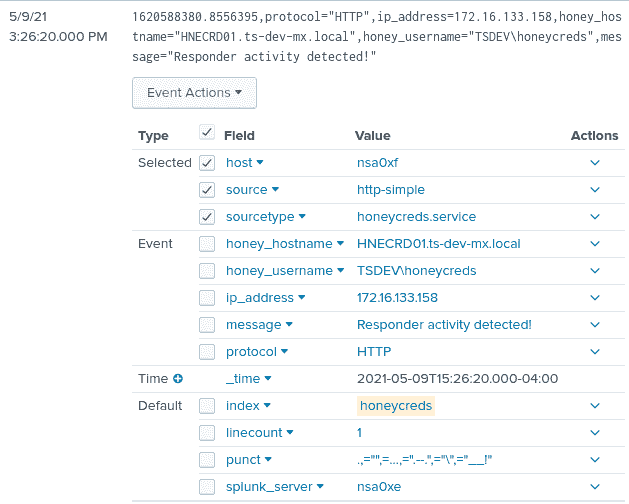 5/9/21
3:26:20.000 PM
1620588380.8556395,protocol="HTTP",ip_address=172.16.133.158,honey_hos
tname="HNECRD01.ts-dev-mx.local",honey_username="TSDEV\honeycreds",mes
sage="Responder activity detected!"
Event Actions
Type Field Value Actions
Selected host nsa0xf
source http-simple
sourcetype honeycreds.service
Event honey_hostname HNECRD01.ts-dev-mx.local
honey_username TSDEV\honeycreds
ip_address 172.16.133.158
message Responder activity detected!
protocol HTTP
Time _time 2021-05-09T15:26:20.000-04:00
Default index honeycreds
linecount 1
punct .,="",=...,=".--.",="\",="__!"
splunk_server nsa0xe